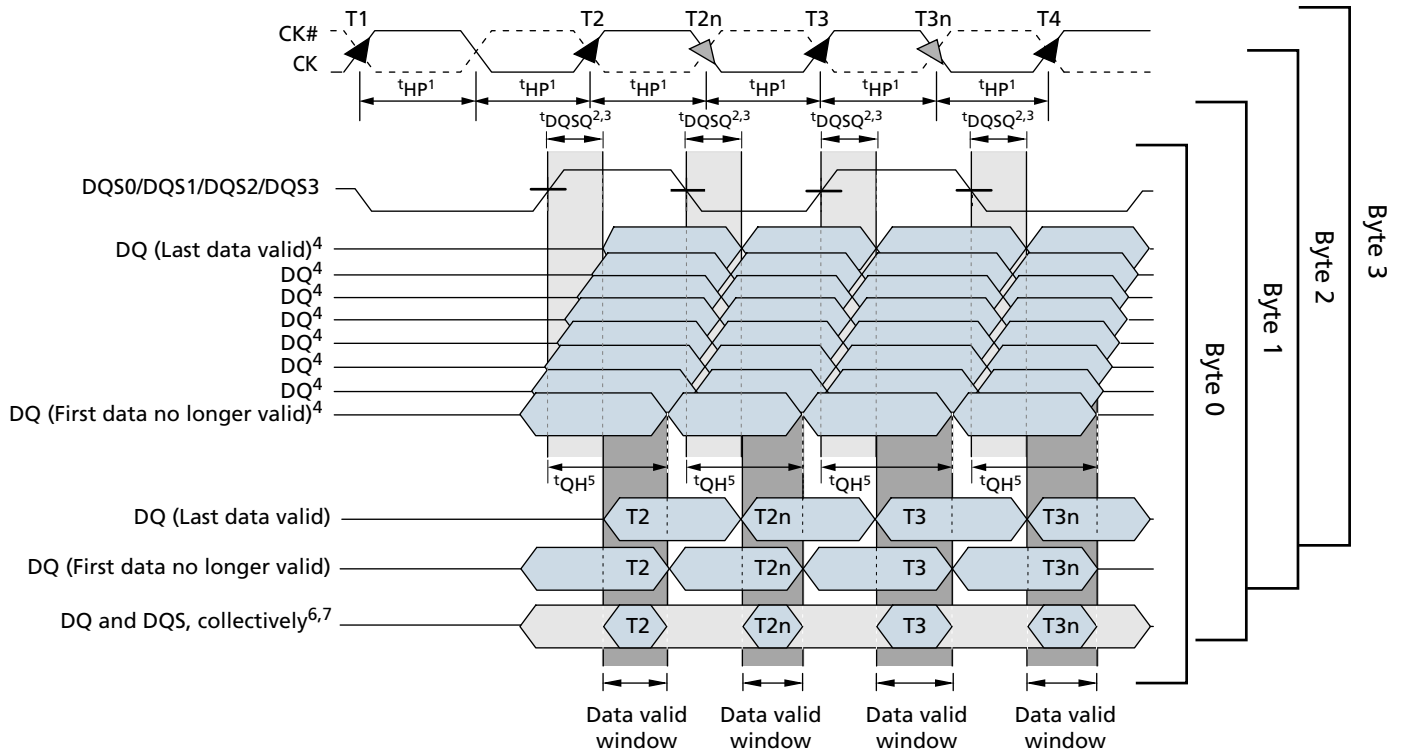 T1 T2 T2n T3 T3n T4
CK#
CK
tHP1 tHP1 tHP1 tHP1 tHP1 tHP1
tDQSQ2,3 tDQSQ2,3 tDQSQ2,3 tDQSQ2,3
DQS0/DQS1/DQS2/DQS3
DQ (Last data valid)4
DQ4
DQ4
DQ4
DQ4
DQ4
DQ4
DQ (First data no longer valid)4
tQH5 tQH5 tQH5 tQH5
DQ (Last data valid) T2 T2n T3 T3n
DQ (First data no longer valid) T2 T2n T3 T3n
DQ and DQS, collectively6,7 T2 T2n T3 T3n
Data valid window
Data valid window
Data valid window
Data valid window
Byte 0
Byte 1
Byte 2
Byte 3